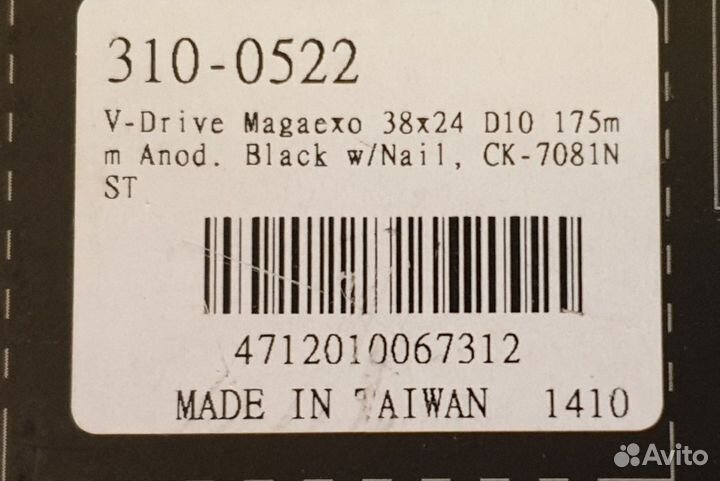 310-0522
V-Drive Magaexo 38x24 D10 175m
m Anod. Black w/Nail, CK-7081N
ST
4712010067312
MADE IN TAIWAN 1410
Avito